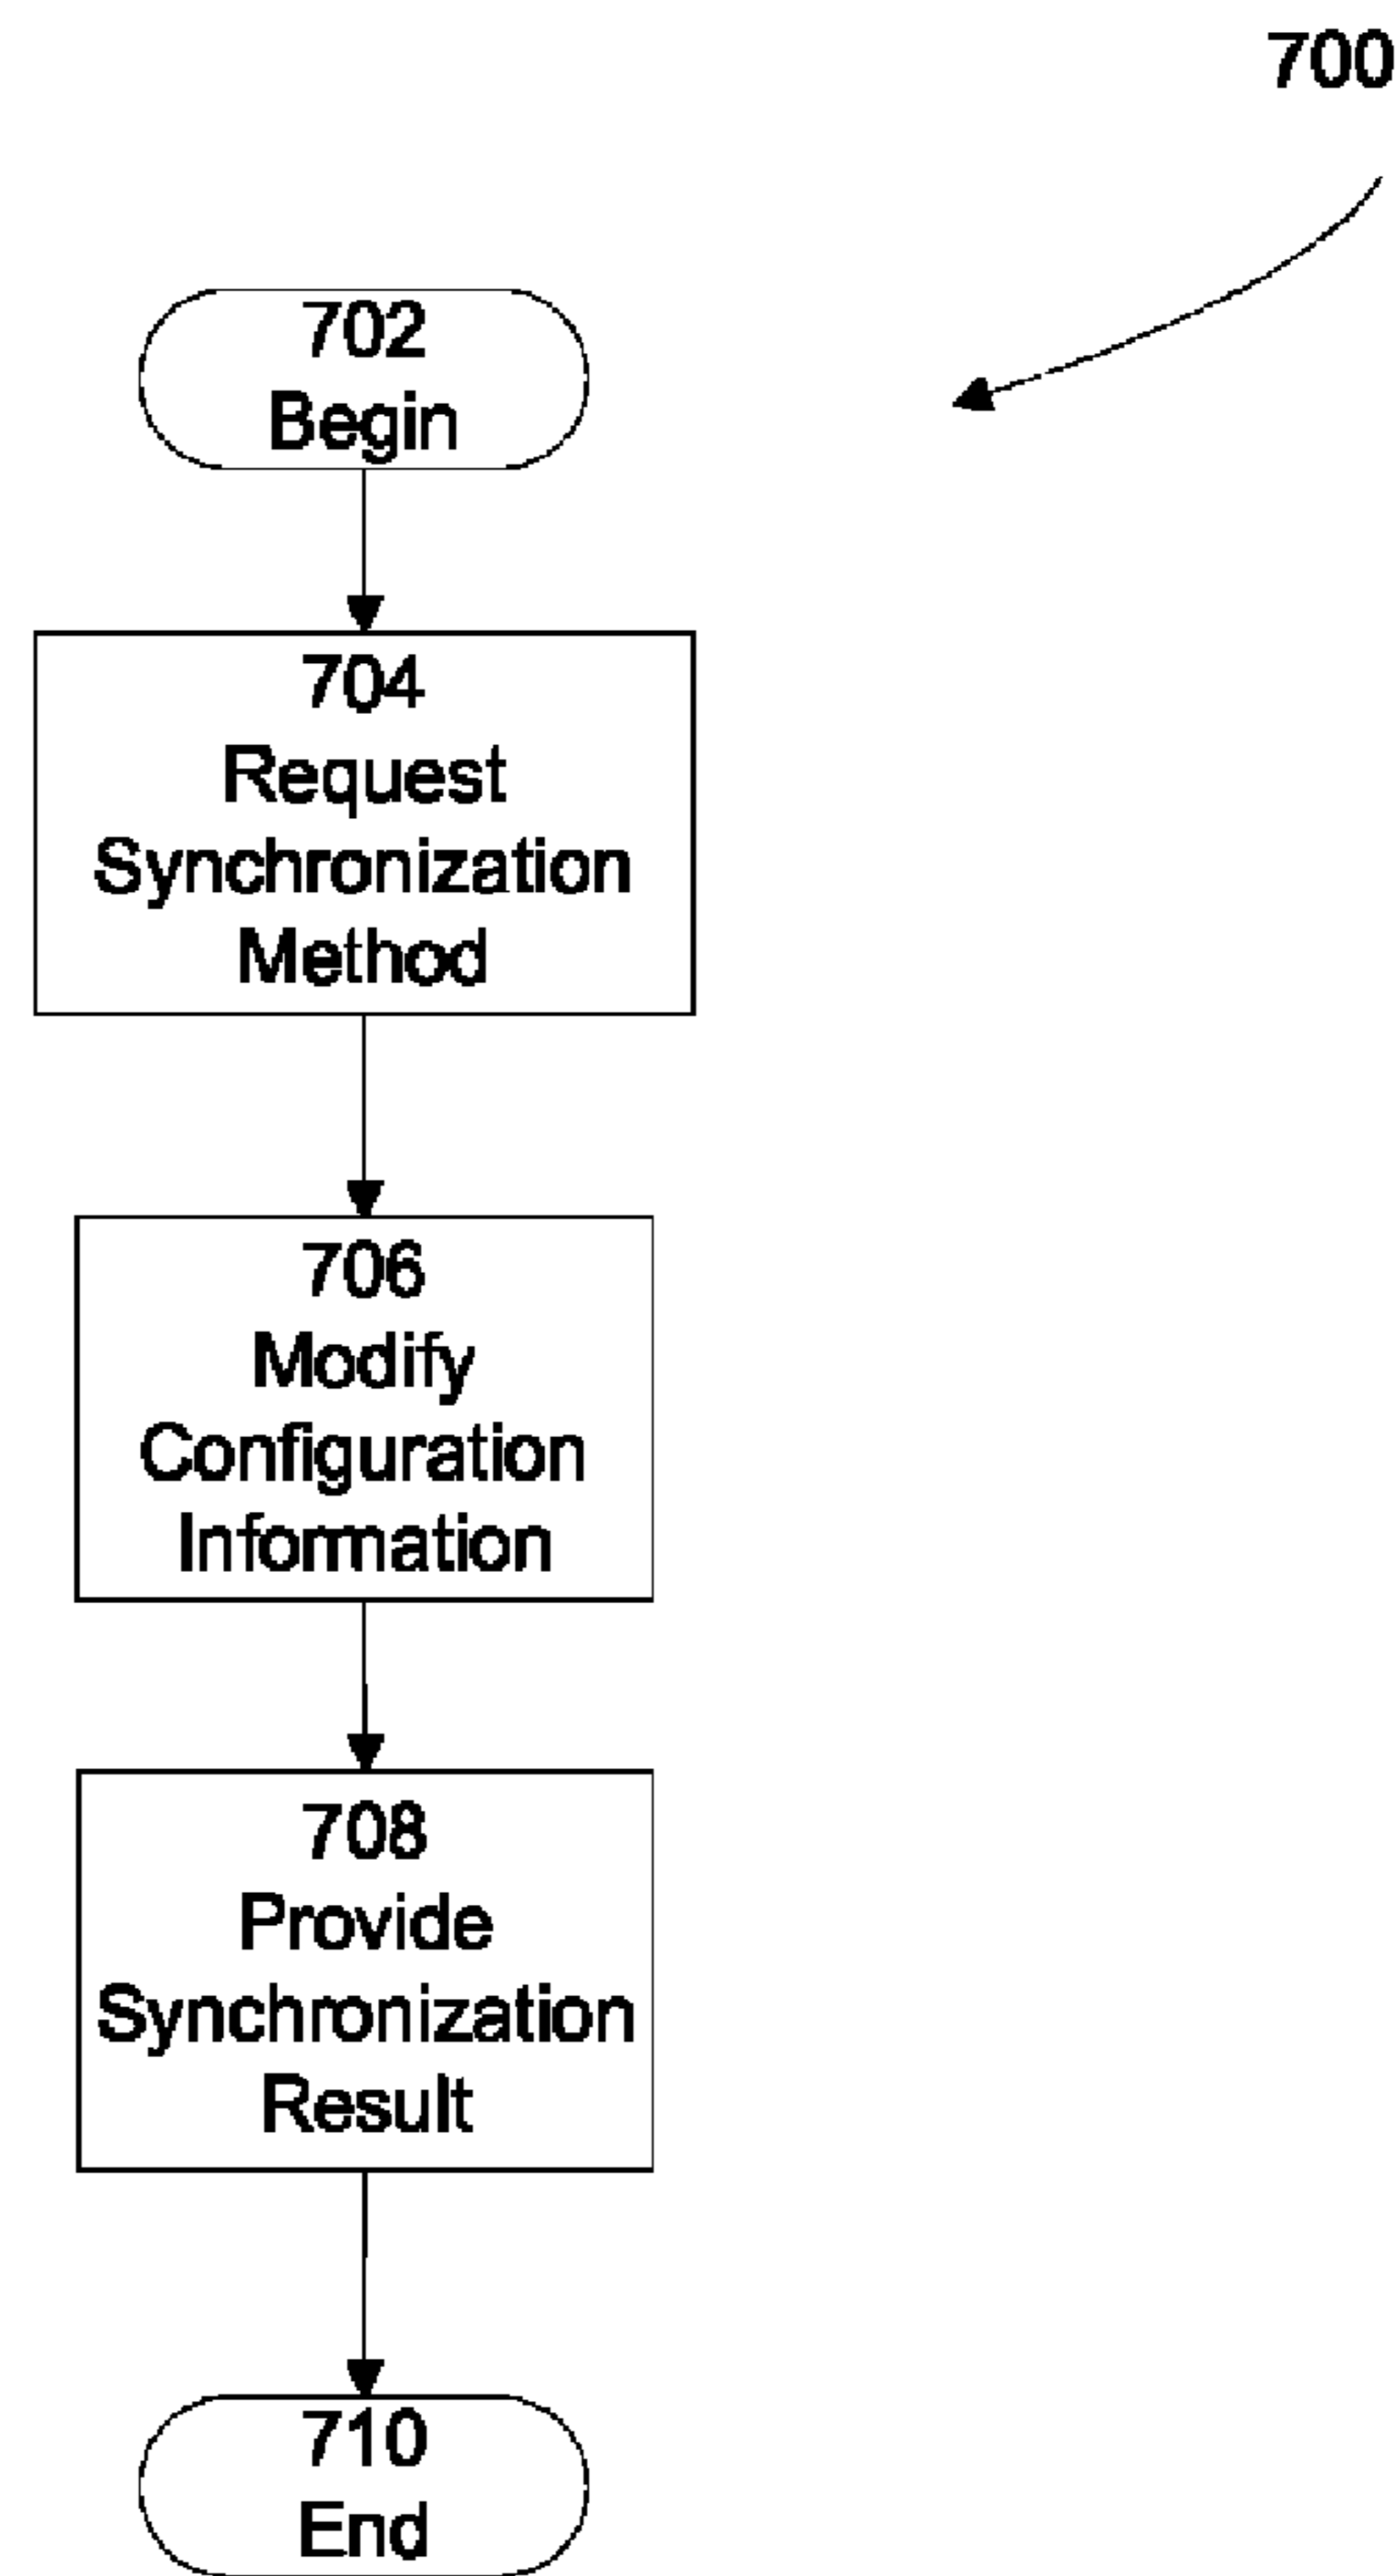 700
702
Begin
704
Request
Synchronization
Method
706
Modify
Configuration
Information
708
Provide
Synchronization
Result
710
End